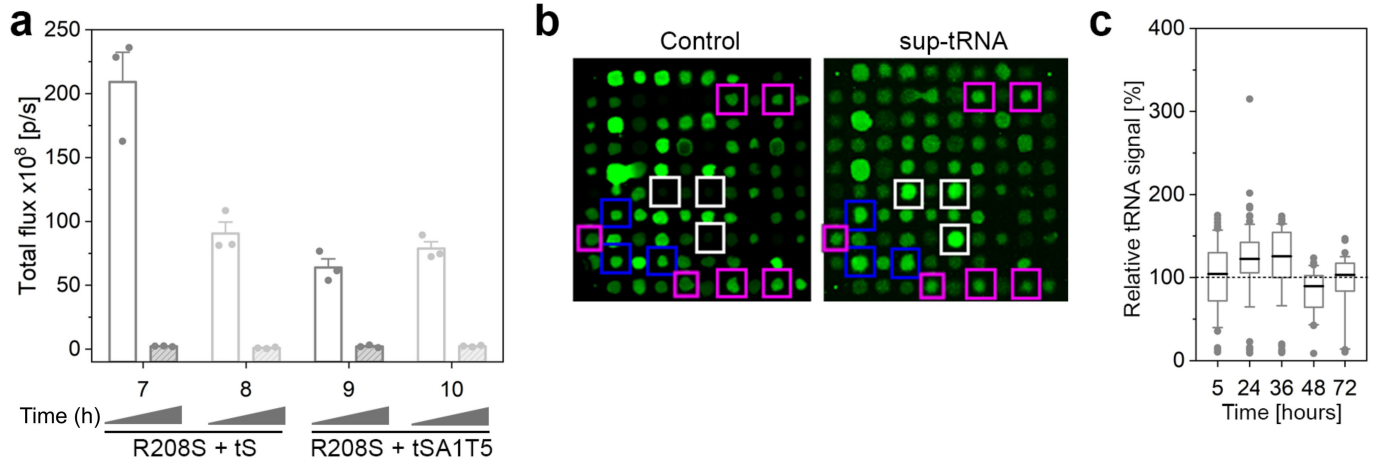 a
250
200
150
100
50
0
Total flux x10⁸ [p/s]
7 8 9 10
Time (h)
R208S + tS R208S + tSA1T5
b
Control sup-tRNA
c
400
300
200
100
0
Relative tRNA signal [%]
5 24 36 48 72
Time [hours]